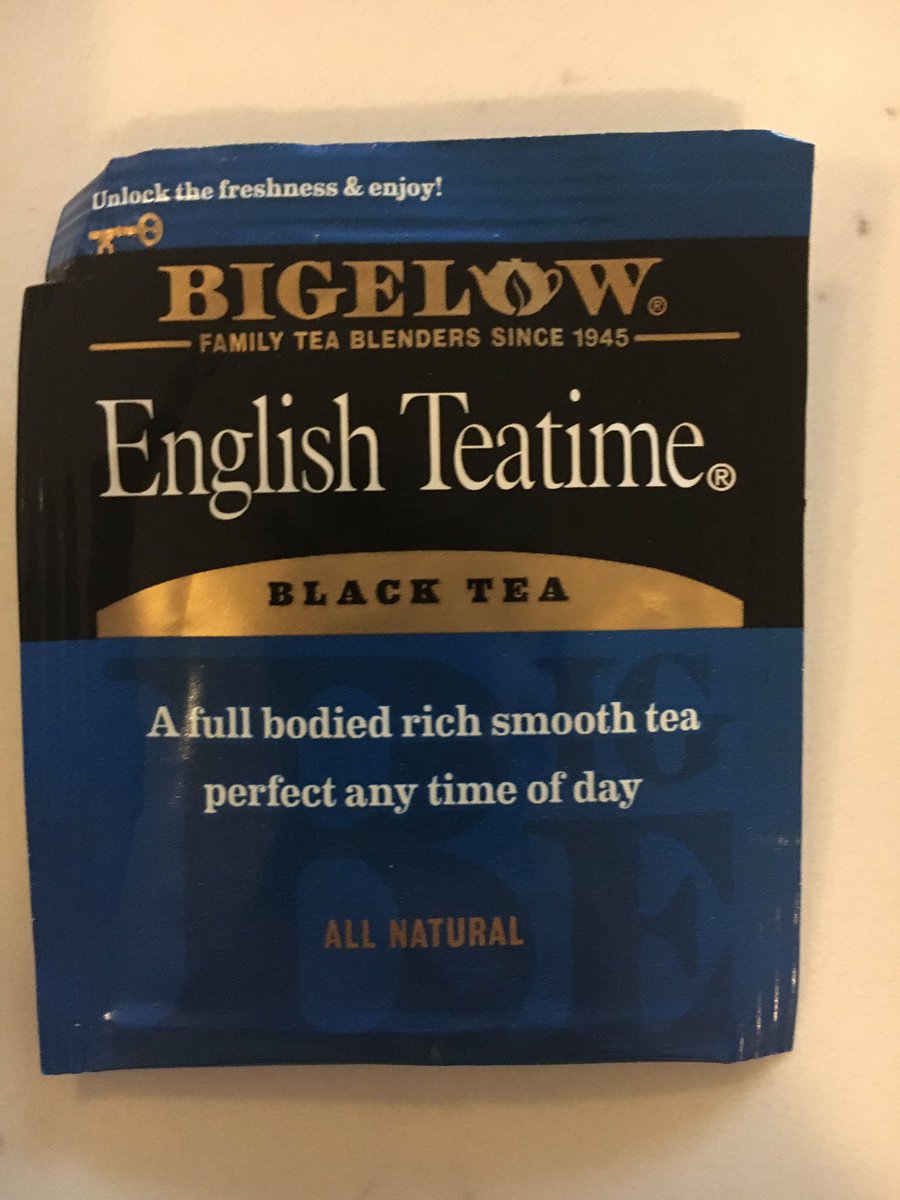 Unlock the freshness & enjoy!
BIGELOW®
FAMILY TEA BLENDERS SINCE 1945
English Teatime®
BLACK TEA
A full bodied rich smooth tea
perfect any time of day
ALL NATURAL